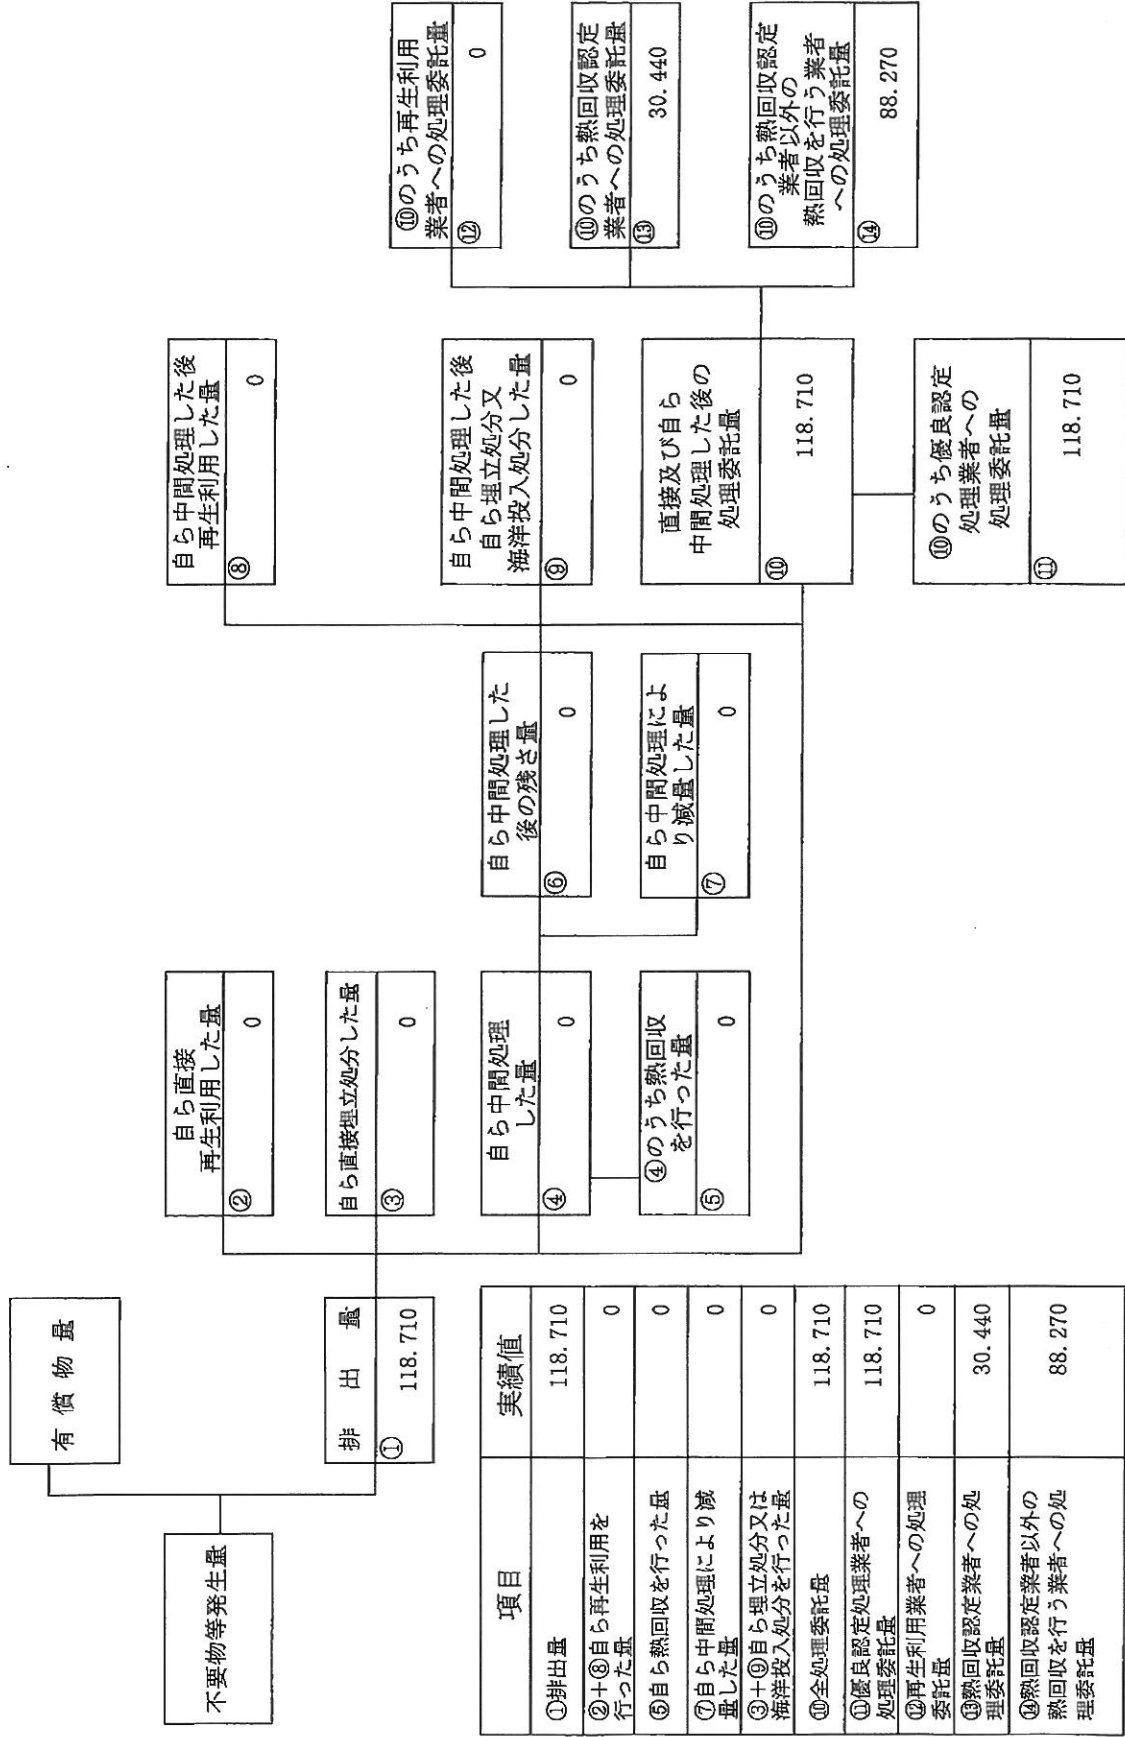 不要物等発生量
有償物量
排出量
①
118.710
自ら直接
再生利用した量
②
0
自ら直接埋立処分した量
③
0
自ら中間処理
した量
④
0
④のうち熱回収
を行った量
⑤
0
自ら中間処理した
後の残さ量
⑥
0
自ら中間処理によ
り減量した量
⑦
0
自ら中間処理した後
再生利用した量
⑧
0
自ら中間処理した後
自ら埋立処分又
海洋投入処分した量
⑨
0
直接及び自ら
中間処理した後の
処理委託量
⑩
118.710
⑩のうち優良認定
処理業者への
処理委託量
⑪
118.710
⑩のうち再生利用
業者への処理委託量
⑫
0
⑩のうち熱回収認定
業者への処理委託量
⑬
30.440
⑩のうち熱回収認定
業者以外の
熱回収を行う業者
への処理委託量
⑭
88.270
項目 実績値
①排出量 118.710
②+⑧自ら再生利用を
行った量 0
⑤自ら熱回収を行った量 0
⑦自ら中間処理により減
量した量 0
③+⑨自ら埋立処分又は
海洋投入処分を行った量 0
⑩全処理委託量 118.710
⑪優良認定処理業者への
処理委託量 118.710
⑫再生利用業者への処理
委託量 0
⑬熱回収認定業者への処
理委託量 30.440
⑭熱回収認定業者以外の
熱回収を行う業者への処
理委託量 88.270